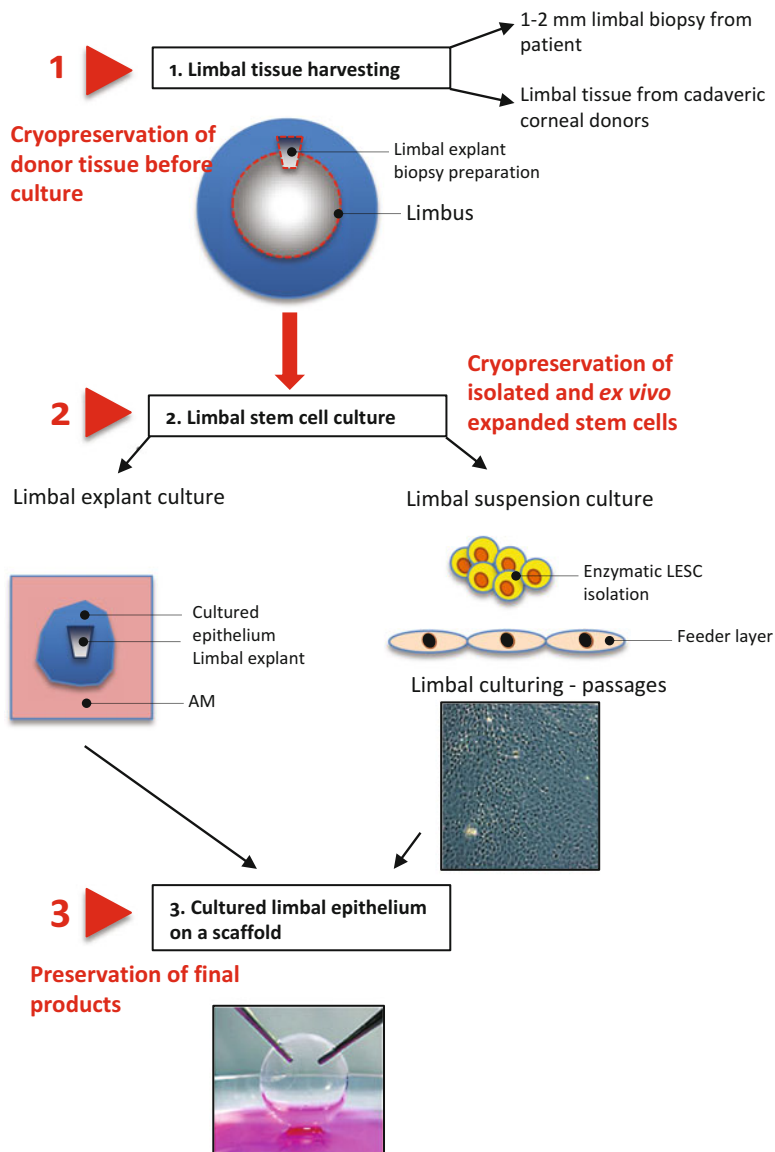 1-2 mm limbal biopsy from
patient
1
1. Limbal tissue harvesting
Limbal tissue from cadaveric
corneal donors
Cryopreservation of
donor tissue before
culture
Limbal explant
biopsy preparation
Limbus
Cryopreservation of
isolated and ex vivo
expanded stem cells
2
2. Limbal stem cell culture
Limbal explant culture
Limbal suspension culture
Enzymatic LESC
isolation
Cultured
epithelium
Limbal explant
AM
Feeder layer
Limbal culturing - passages
3
3. Cultured limbal epithelium
on a scaffold
Preservation of final
products